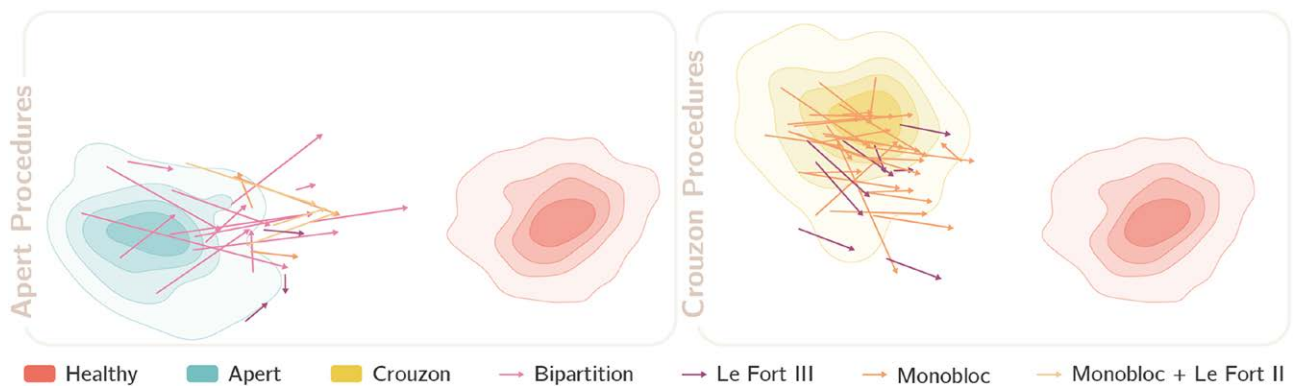 Apert Procedures
Crouzon Procedures
Healthy Apert Crouzon Bipartition Le Fort III Monobloc Monobloc + Le Fort II